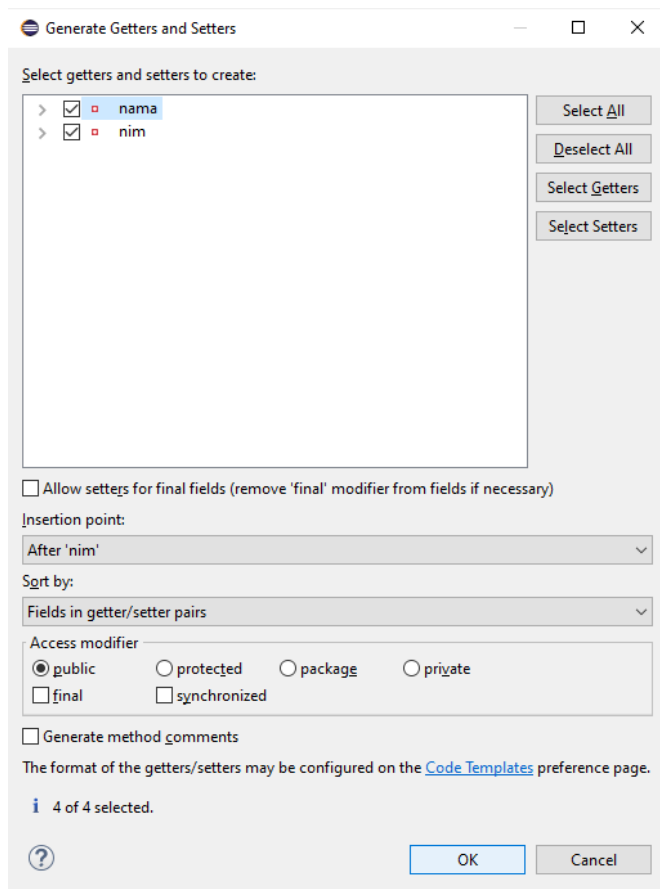 Generate Getters and Setters
Select getters and setters to create:
nama
nim
Select All
Deselect All
Select Getters
Select Setters
Allow setters for final fields (remove 'final' modifier from fields if necessary)
Insertion point:
After 'nim'
Sort by:
Fields in getter/setter pairs
Access modifier
public protected package private
final synchronized
Generate method comments
The format of the getters/setters may be configured on the Code Templates preference page.
i 4 of 4 selected.
? OK Cancel